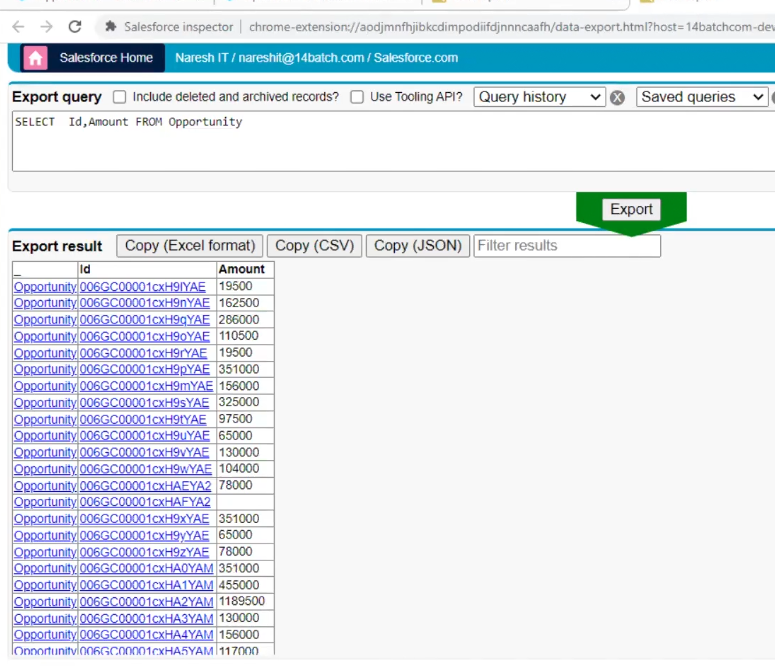 Salesforce inspector | chrome-extension://aodjmnfhjibkcdimpodiifdjnnncaafh/data-export.html?host=14batchcom-dev
Salesforce Home Naresh IT / nareshit@14batch.com / Salesforce.com
Export query Include deleted and archived records? Use Tooling API? Query history Saved queries
SELECT Id,Amount FROM Opportunity
Export
Export result Copy (Excel format) Copy (CSV) Copy (JSON) Filter results
_ Id Amount
Opportunity 006GC00001cxH9lYAE 19500
Opportunity 006GC00001cxH9nYAE 162500
Opportunity 006GC00001cxH9qYAE 286000
Opportunity 006GC00001cxH9oYAE 110500
Opportunity 006GC00001cxH9rYAE 19500
Opportunity 006GC00001cxH9pYAE 351000
Opportunity 006GC00001cxH9mYAE 156000
Opportunity 006GC00001cxH9sYAE 325000
Opportunity 006GC00001cxH9tYAE 97500
Opportunity 006GC00001cxH9uYAE 65000
Opportunity 006GC00001cxH9vYAE 130000
Opportunity 006GC00001cxH9wYAE 104000
Opportunity 006GC00001cxHAEYA2 78000
Opportunity 006GC00001cxHAFYA2
Opportunity 006GC00001cxH9xYAE 351000
Opportunity 006GC00001cxH9yYAE 65000
Opportunity 006GC00001cxH9zYAE 78000
Opportunity 006GC00001cxHA0YAM 351000
Opportunity 006GC00001cxHA1YAM 455000
Opportunity 006GC00001cxHA2YAM 1189500
Opportunity 006GC00001cxHA3YAM 130000
Opportunity 006GC00001cxHA4YAM 156000
Opportunity 006GC00001cxHA5YAM 117000